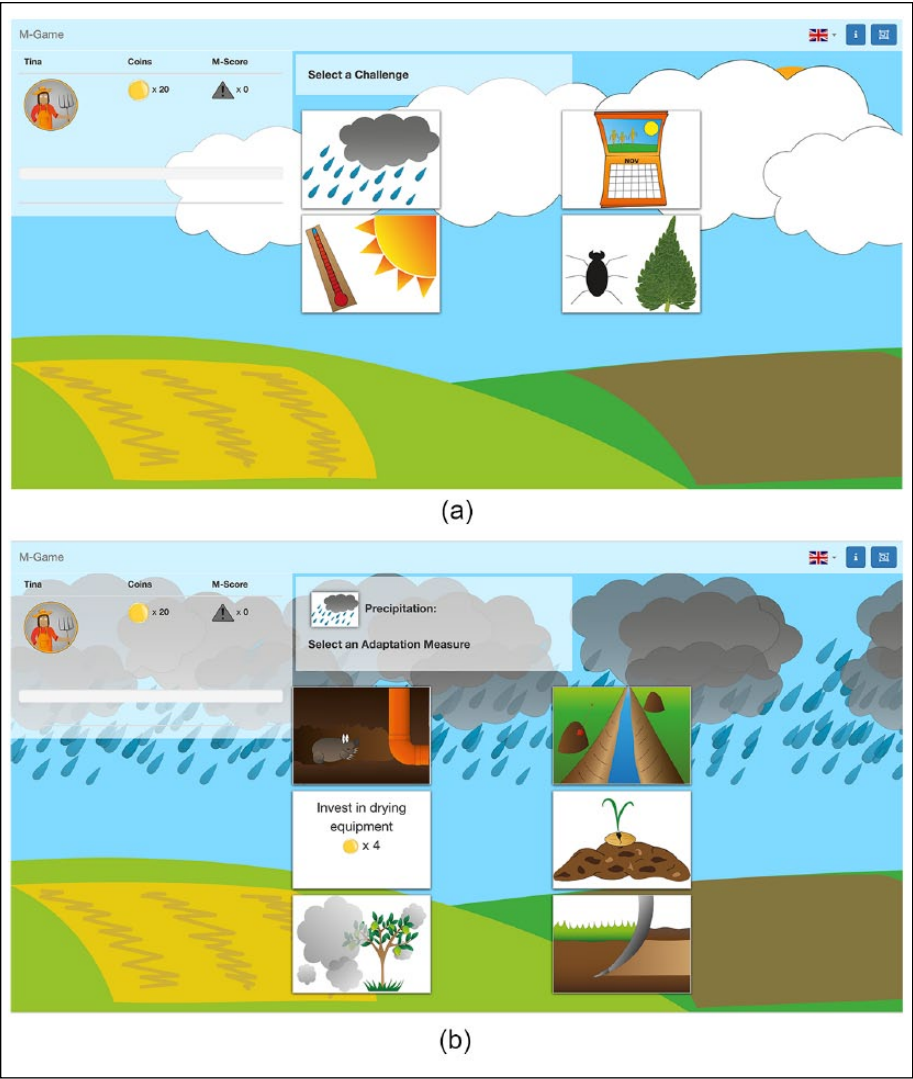 M-Game
i
Tina Coins M-Score
x 20 x 0
Select a Challenge
NOV
(a)
M-Game
i
Tina Coins M-Score
x 20 x 0
Precipitation:
Select an Adaptation Measure
Invest in drying
equipment
x 4
(b)